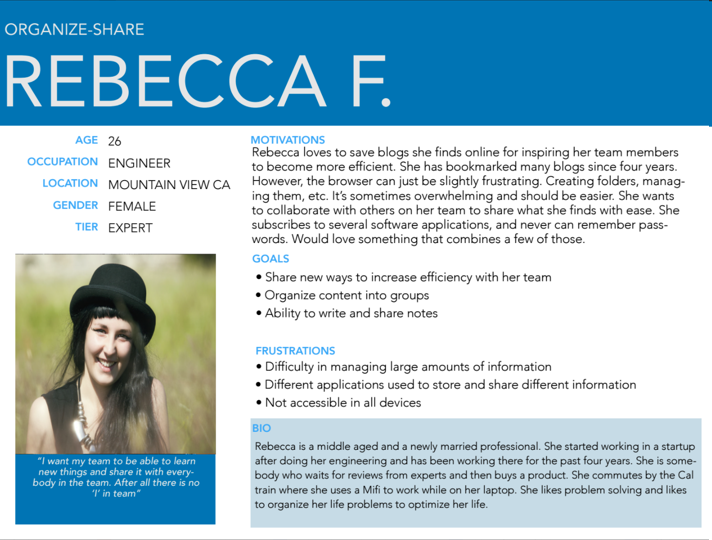 ORGANIZE-SHARE
REBECCA F.
AGE 26
OCCUPATION ENGINEER
LOCATION MOUNTAIN VIEW CA
GENDER FEMALE
TIER EXPERT
"I want my team to be able to learn
new things and share it with every-
body in the team. After all there is no
'I' in team"
MOTIVATIONS
Rebecca loves to save blogs she finds online for inspiring her team members
to become more efficient. She has bookmarked many blogs since four years.
However, the browser can just be slightly frustrating. Creating folders, manag-
ing them, etc. It's sometimes overwhelming and should be easier. She wants
to collaborate with others on her team to share what she finds with ease. She
subscribes to several software applications, and never can remember pass-
words. Would love something that combines a few of those.
GOALS
• Share new ways to increase efficiency with her team
• Organize content into groups
• Ability to write and share notes
FRUSTRATIONS
• Difficulty in managing large amounts of information
• Different applications used to store and share different information
• Not accessible in all devices
BIO
Rebecca is a middle aged and a newly married professional. She started working in a startup
after doing her engineering and has been working there for the past four years. She is some-
body who waits for reviews from experts and then buys a product. She commutes by the Cal
train where she uses a Mifi to work while on her laptop. She likes problem solving and likes
to organize her life problems to optimize her life.